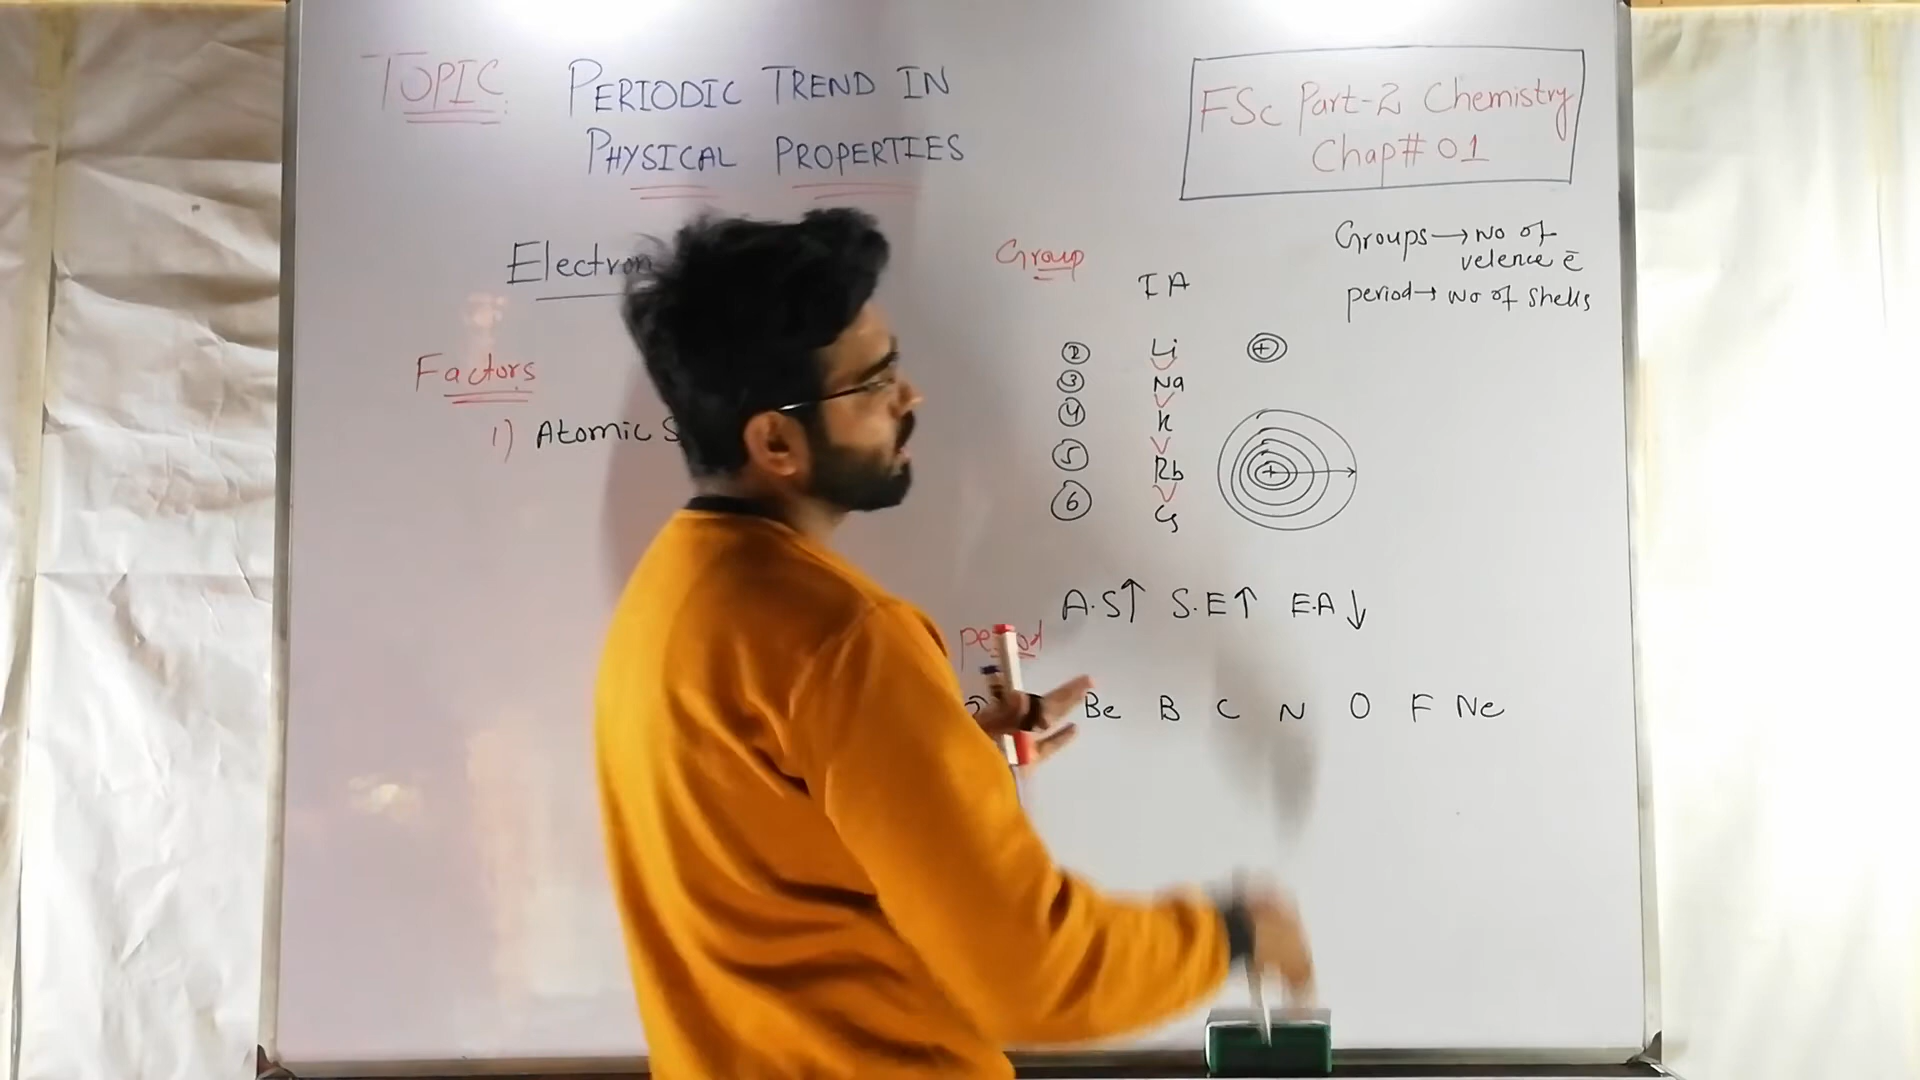 TOPIC: PERIODIC TREND IN
PHYSICAL PROPERTIES
FSc Part-2 Chemistry
Chap# 01
Electron
Factors
1) Atomic S
Group
I A
Groups → No of
velence ē
period → No of shells
2 Li +
3 Na
4 K
5 Rb +
6 Cs
A.S↑ S.E↑ E.A↓
period
Be B C N O F Ne